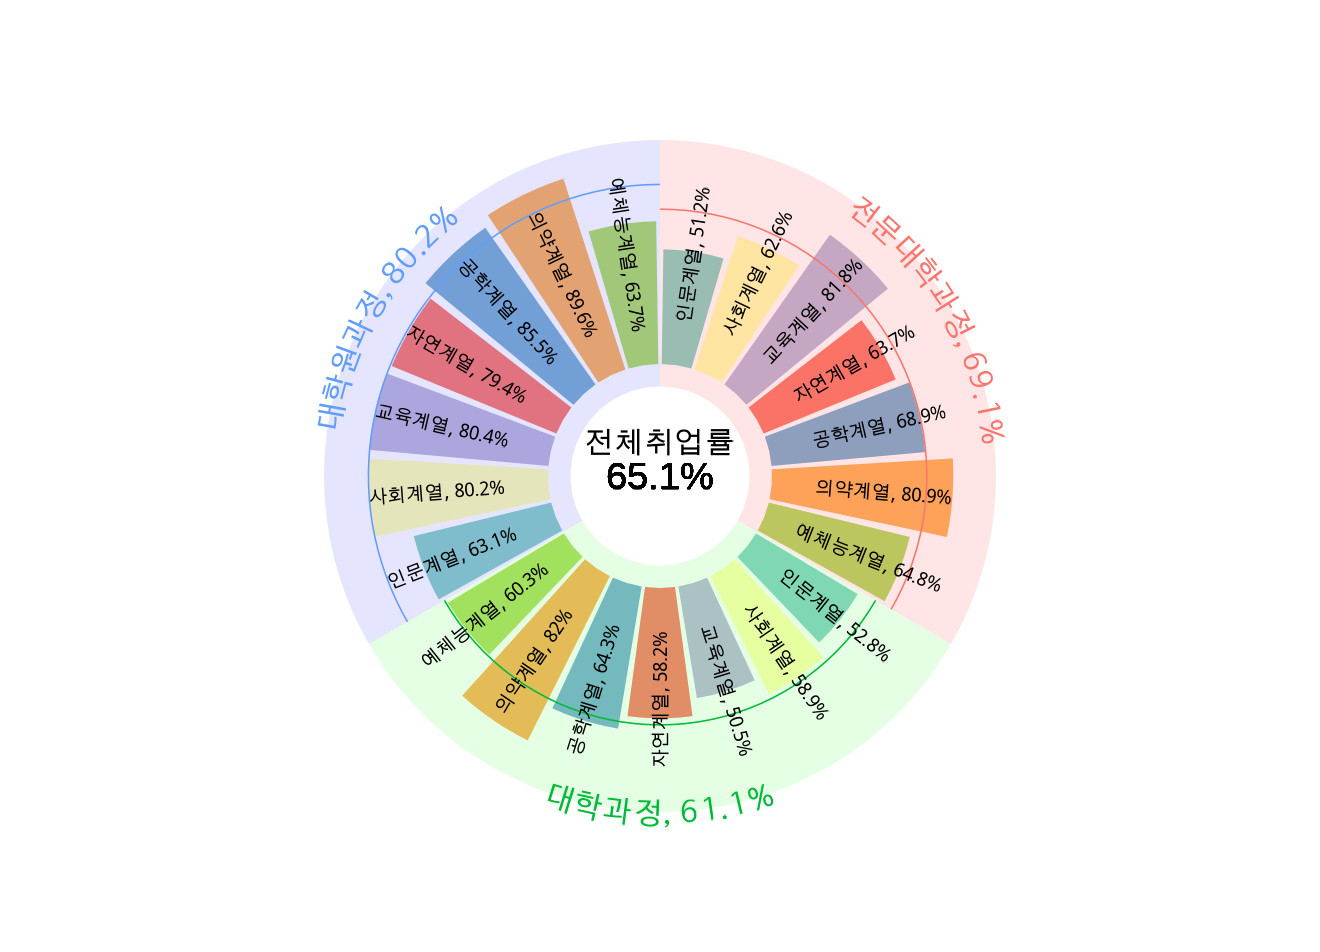 전체취업률
65.1%
전문대학과정, 69.1%
인문계열, 51.2%
사회계열, 62.6%
교육계열, 81.8%
자연계열, 63.7%
공학계열, 68.9%
의약계열, 80.9%
예체능계열, 64.8%
대학과정, 61.1%
인문계열, 52.8%
사회계열, 58.9%
교육계열, 50.5%
자연계열, 58.2%
공학계열, 64.3%
의약계열, 82%
예체능계열, 60.3%
대학원과정, 80.2%
인문계열, 63.1%
사회계열, 80.2%
교육계열, 80.4%
자연계열, 79.4%
공학계열, 85.5%
의약계열, 89.6%
예체능계열, 63.7%